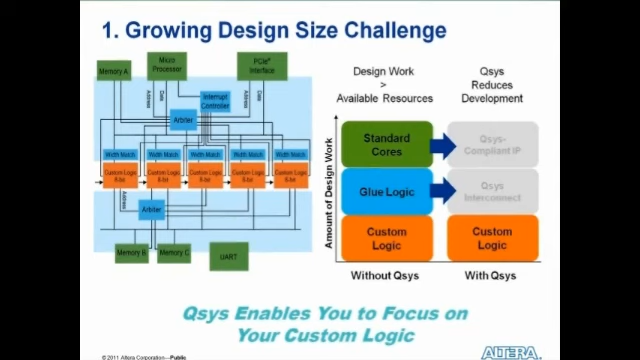 1. Growing Design Size Challenge
Memory A
Micro
Processor
PCIe®
Interface
Address
Data
Address
Data
Interrupt
Controller
Arbiter
Width Match
Width Match
Width Match
Width Match
Width Match
Custom Logic
Custom Logic
Custom Logic
Custom Logic
Custom Logic
Address
Arbiter
Memory B
Memory C
UART
Design Work
>
Available Resources
Qsys
Reduces
Development
Amount of Design Work
Standard
Cores
Qsys-
Compliant IP
Glue Logic
Qsys
Interconnect
Custom
Logic
Custom
Logic
Without Qsys
With Qsys
Qsys Enables You to Focus on
Your Custom Logic
© 2011 Altera Corporation—Public
ALTERA